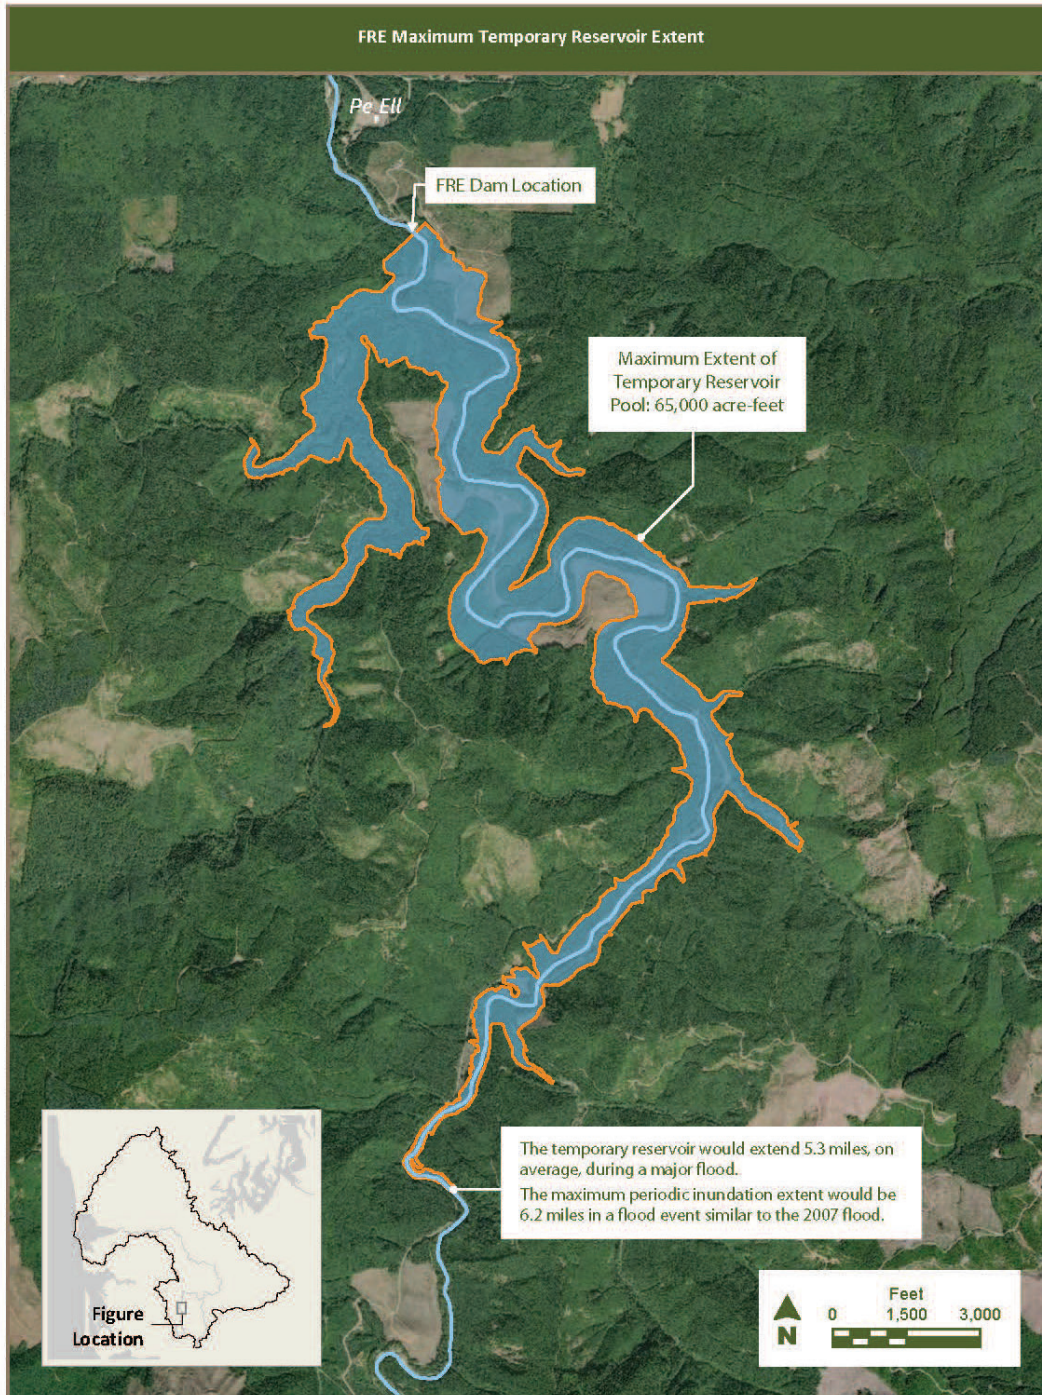 FRE Maximum Temporary Reservoir Extent
Pe Ell
FRE Dam Location
Maximum Extent of
Temporary Reservoir
Pool: 65,000 acre-feet
The temporary reservoir would extend 5.3 miles, on
average, during a major flood.
The maximum periodic inundation extent would be
6.2 miles in a flood event similar to the 2007 flood.
Figure
Location
N
Feet
0 1,500 3,000